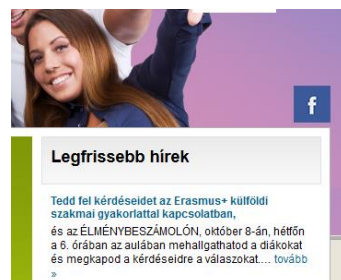 f
Legfrissebb hírek
Tedd fel kérdéseidet az Erasmus+ külföldi
szakmai gyakorlattal kapcsolatban,
és az ÉLMÉNYBESZÁMOLÓN, október 8-án, hétfőn
a 6. órában az aulában mehallgathatod a diákokat
és megkapod a kérdéseidre a válaszokat.... tovább
»